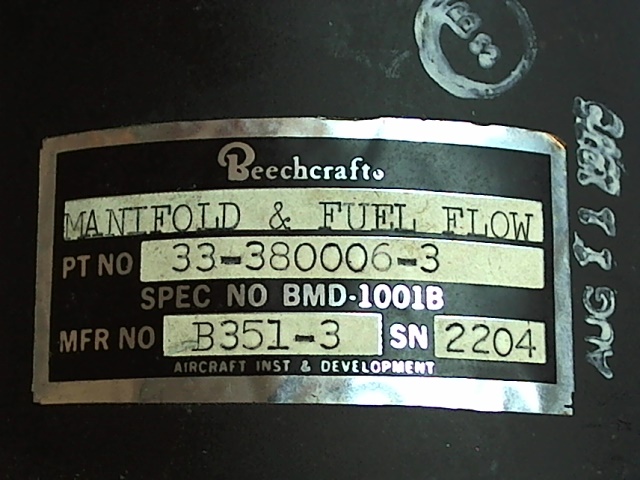 Beechcraft
MANIFOLD & FUEL FLOW
PT NO 33-380006-3
SPEC NO BMD-1001B
MFR NO B351-3 SN 2204
AIRCRAFT INST & DEVELOPMENT
AUG